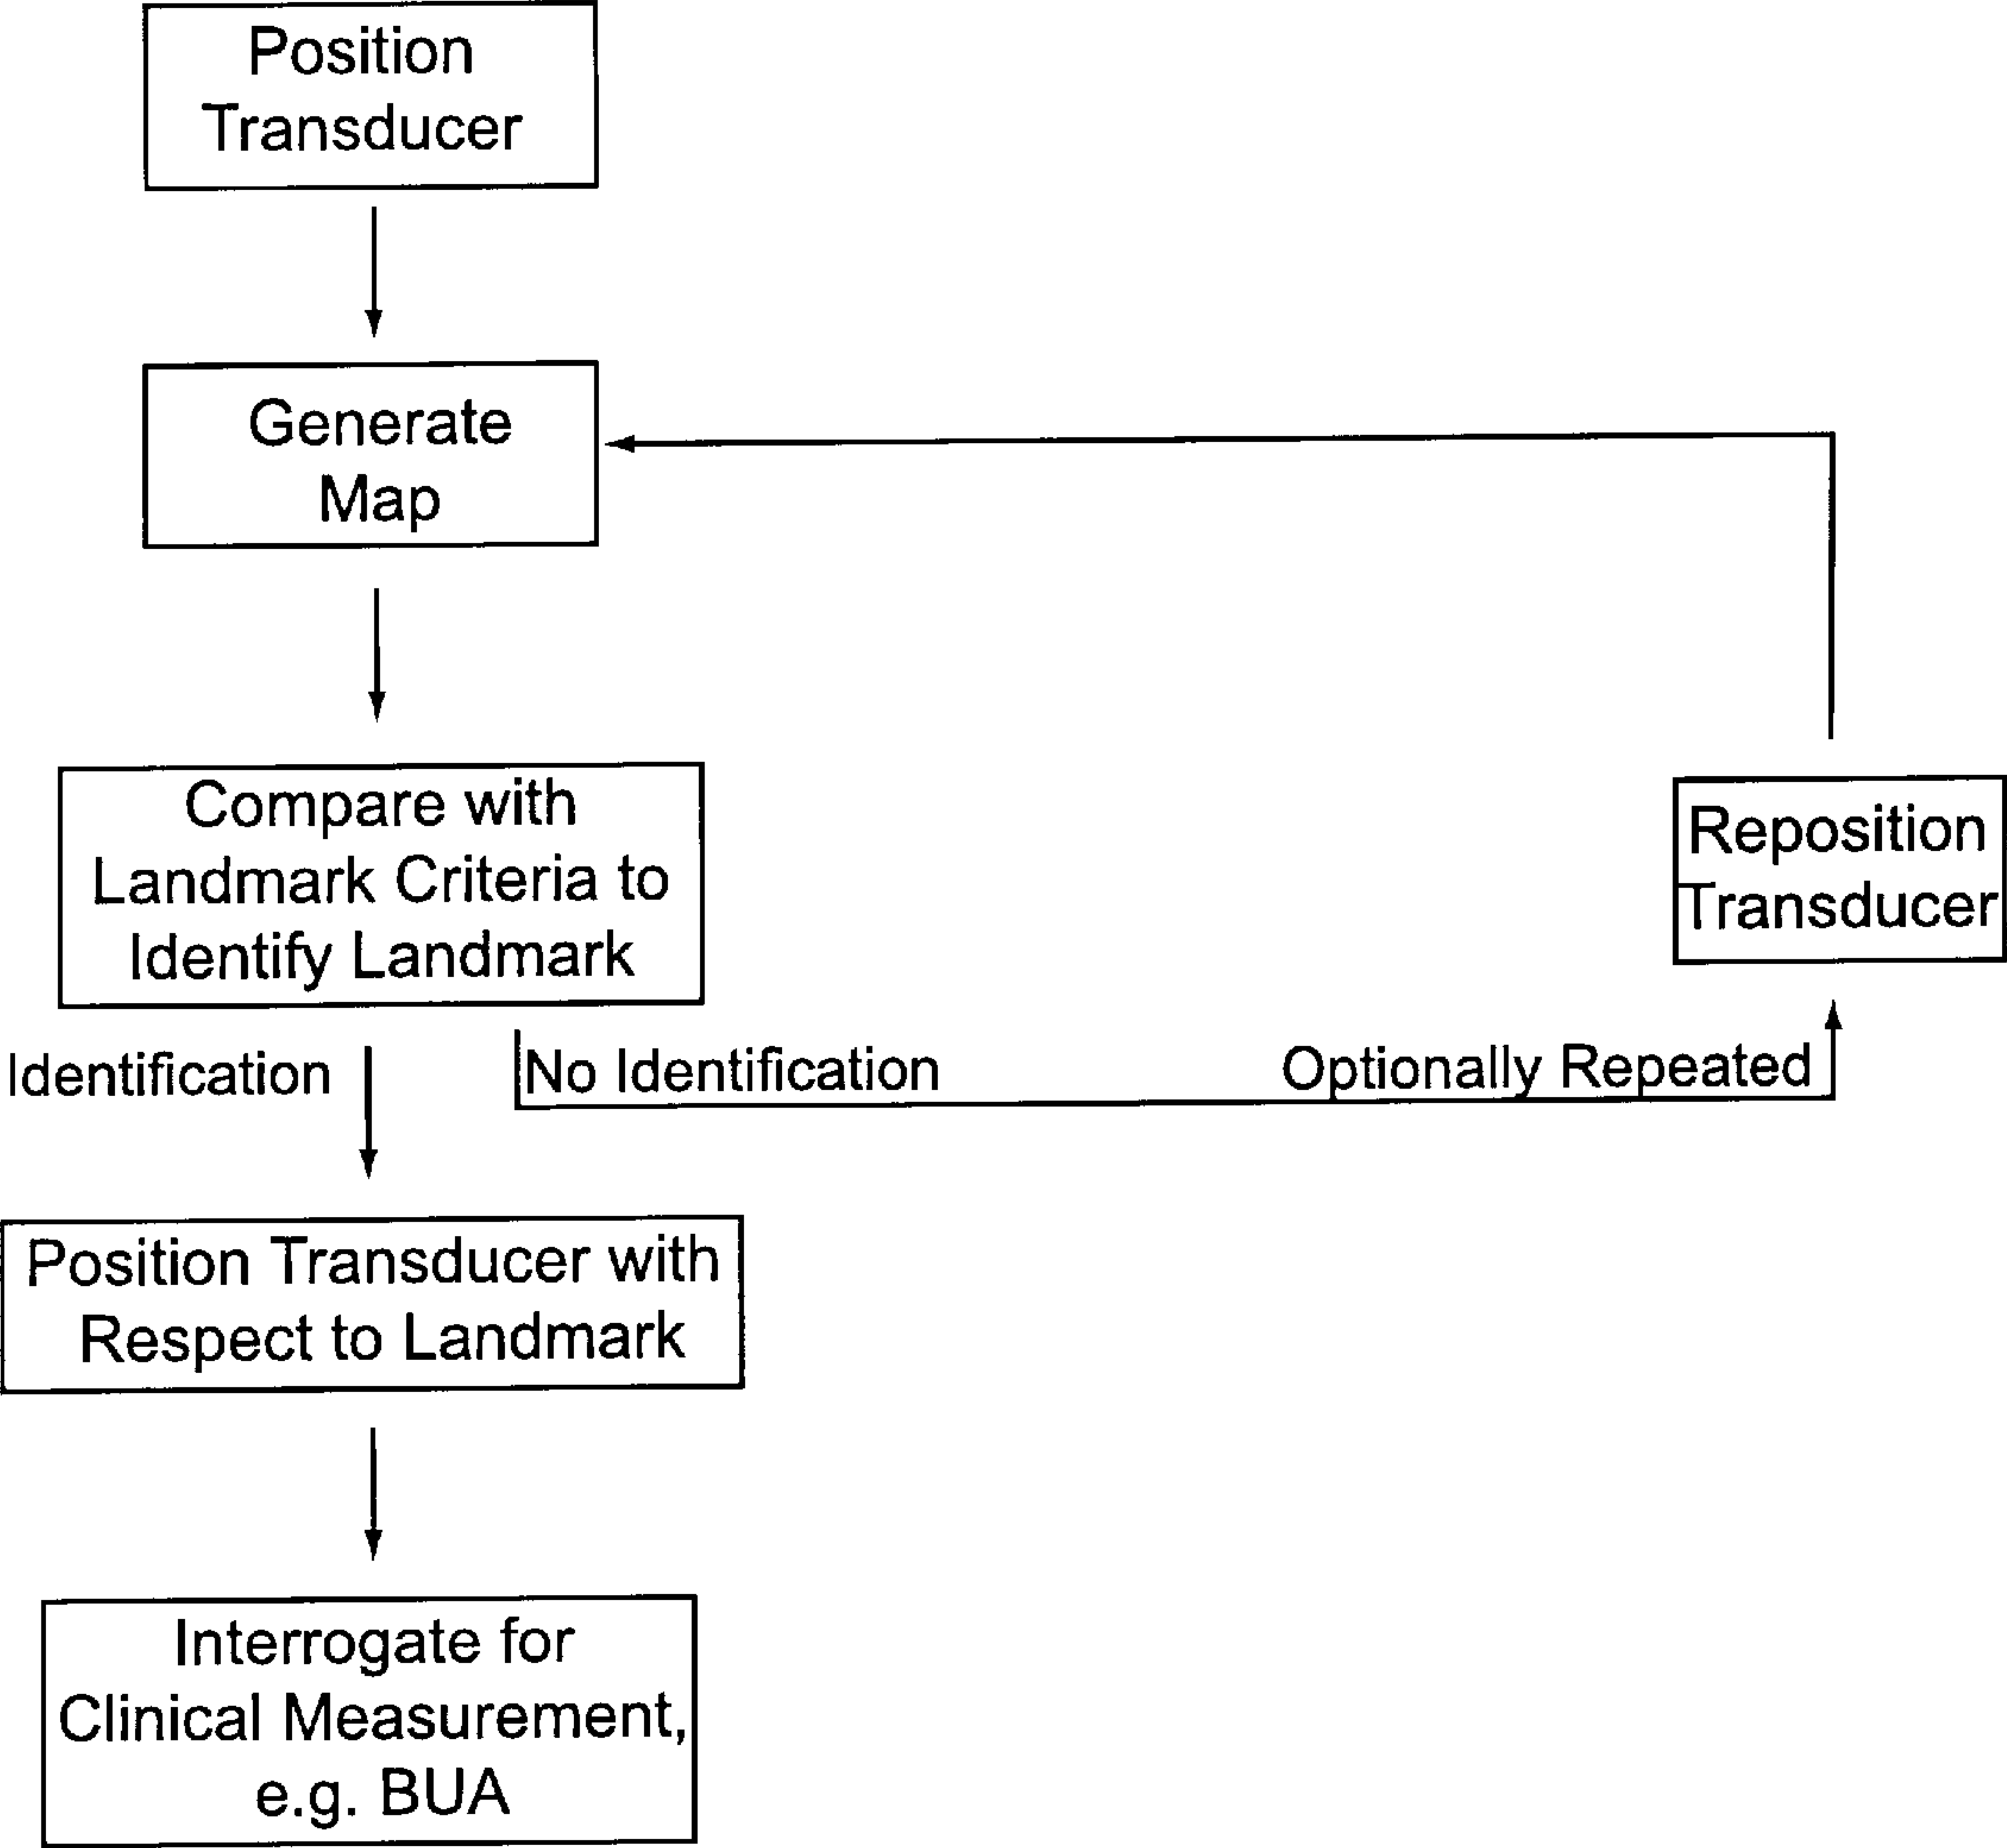 Position
Transducer
Generate
Map
Compare with
Landmark Criteria to
Identify Landmark
Reposition
Transducer
Identification
No Identification
Optionally Repeated
Position Transducer with
Respect to Landmark
Interrogate for
Clinical Measurement,
e.g. BUA